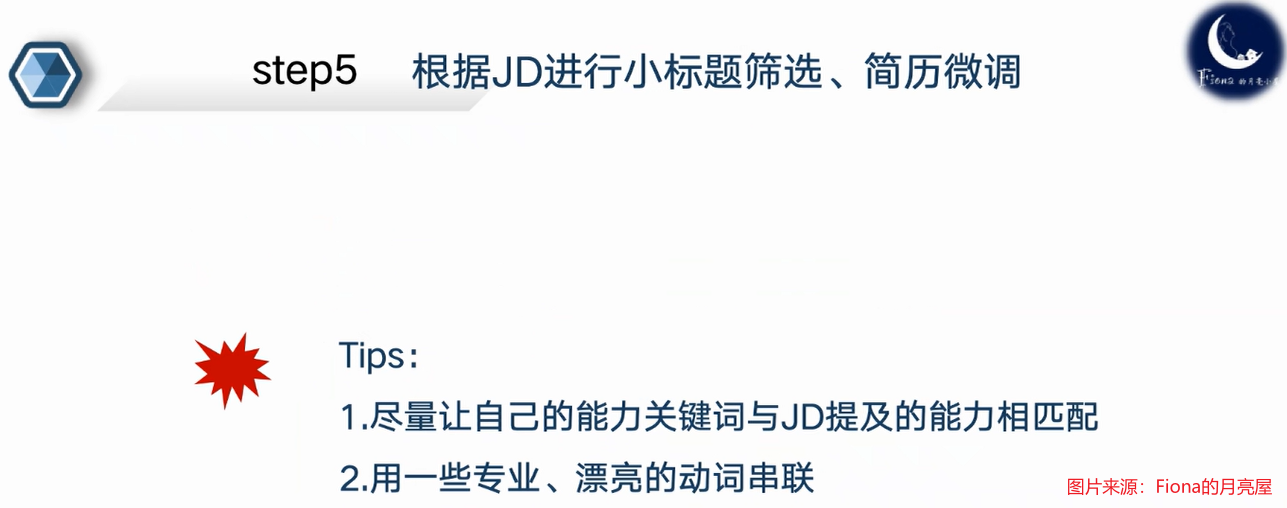 step5 根据JD进行小标题筛选、简历微调
Fiona 的月亮小屋
Tips：
1.尽量让自己的能力关键词与JD提及的能力相匹配
2.用一些专业、漂亮的动词串联
图片来源：Fiona的月亮屋